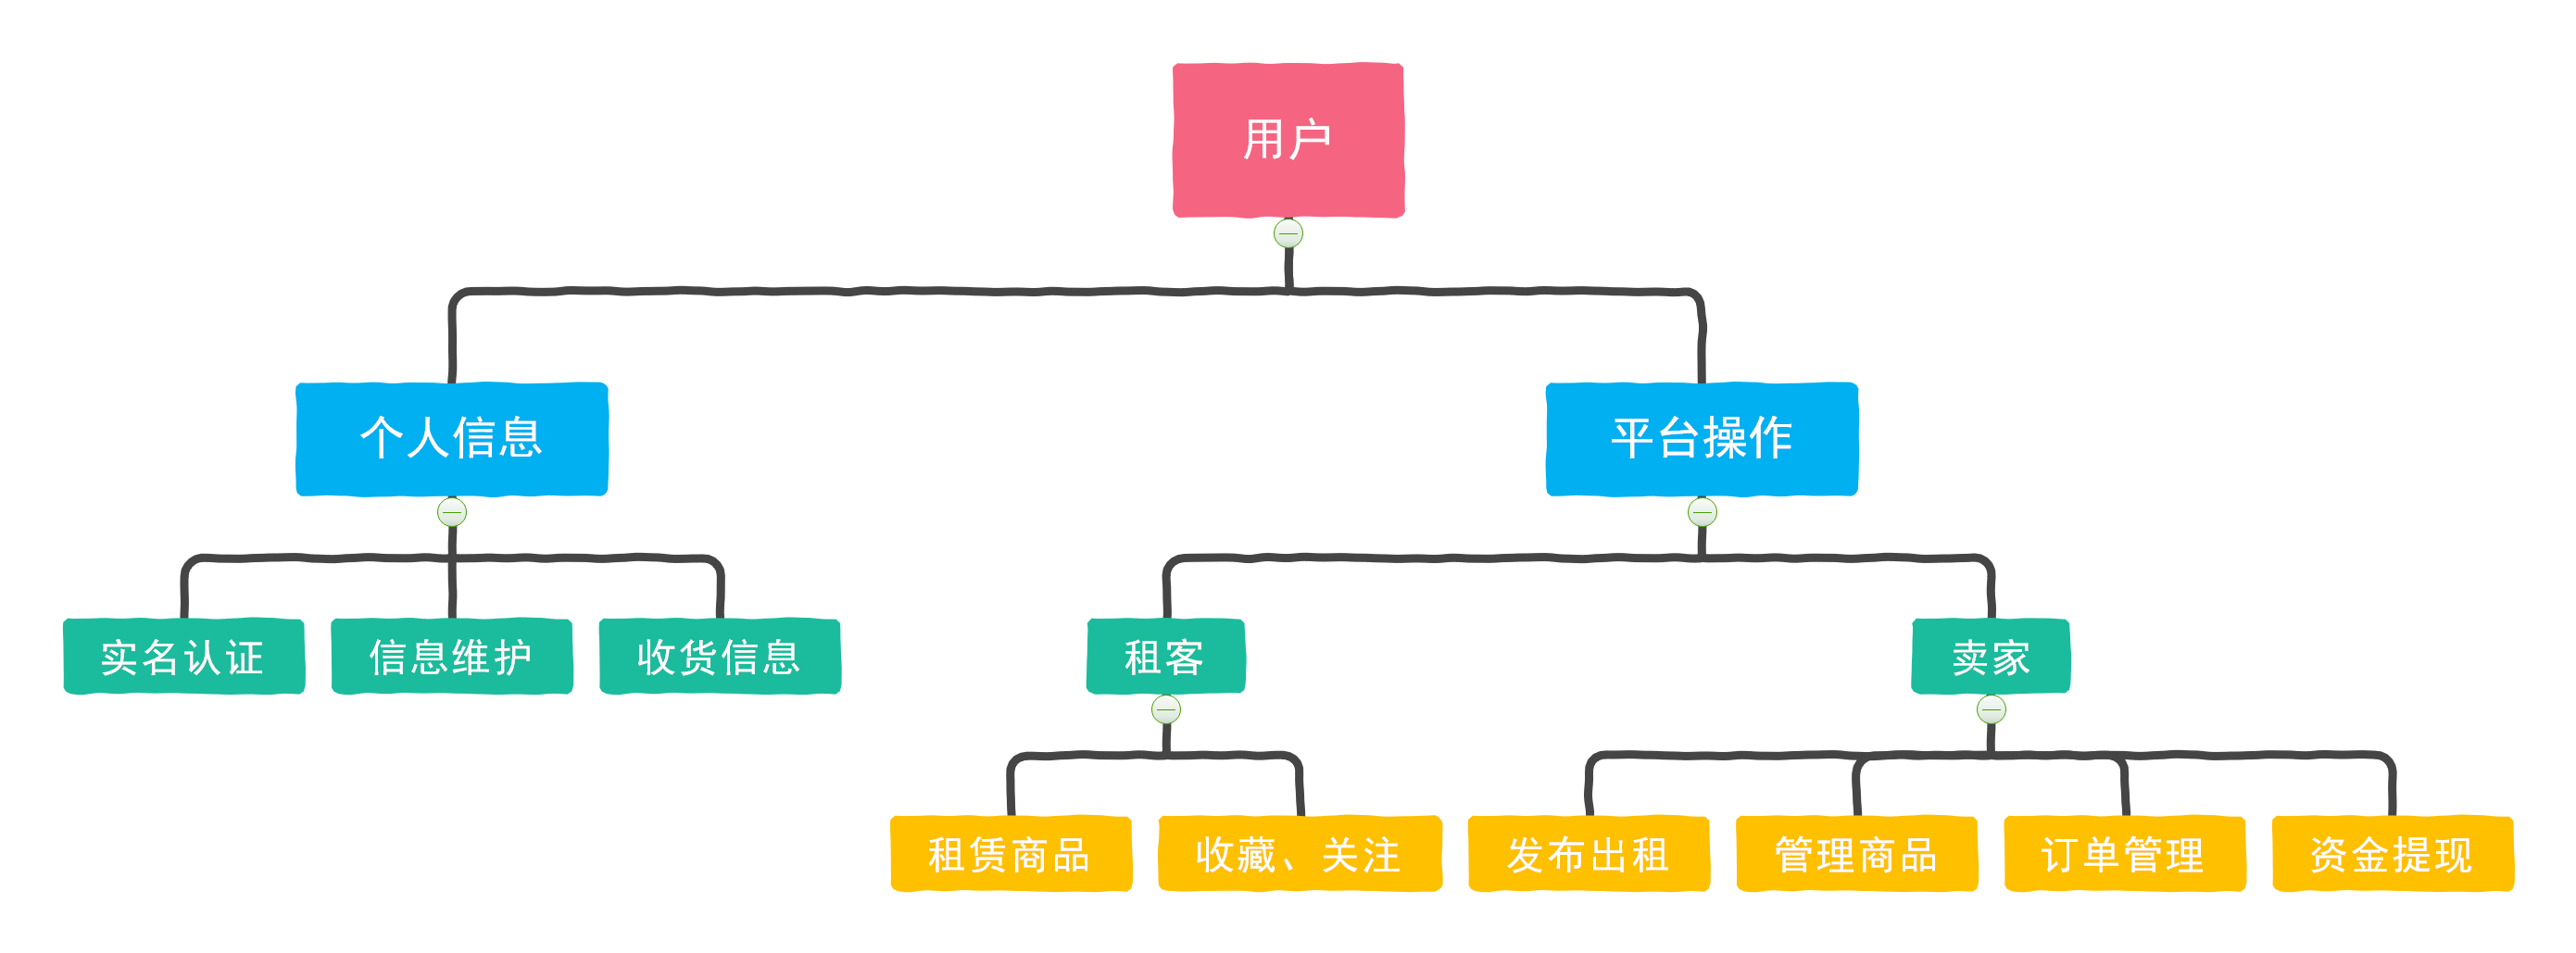 用户
个人信息
平台操作
实名认证
信息维护
收货信息
租客
卖家
租赁商品
收藏、关注
发布出租
管理商品
订单管理
资金提现